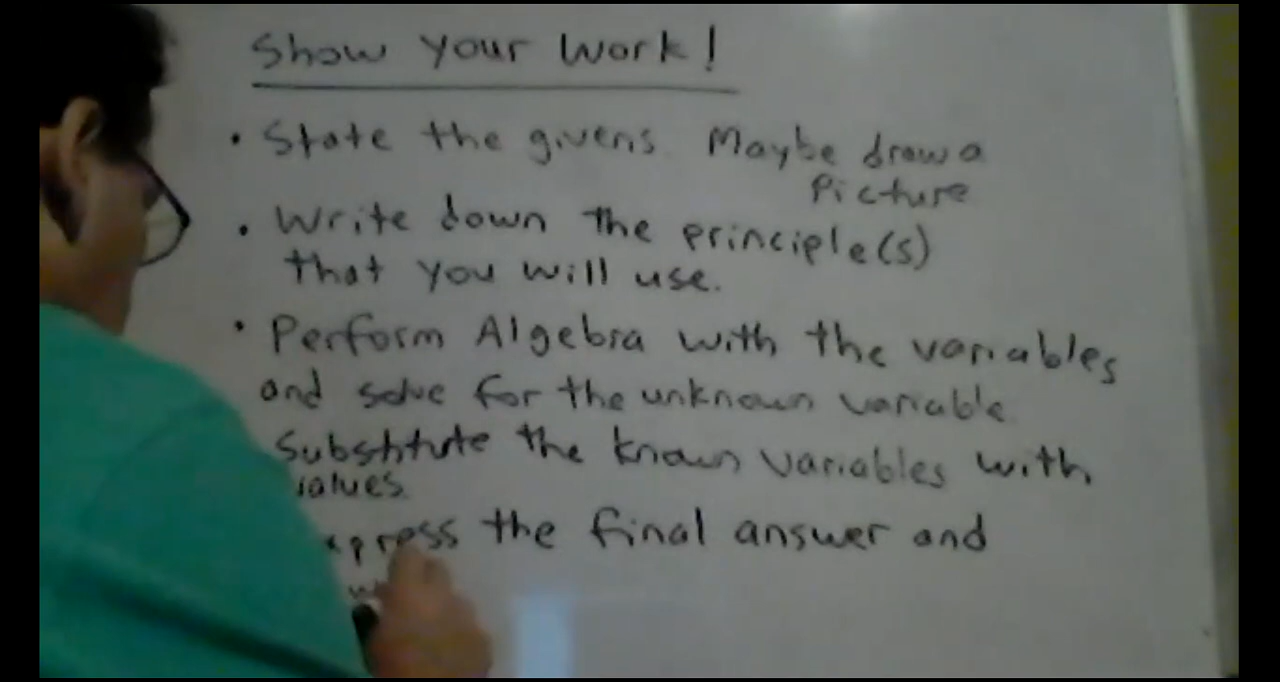 Show Your Work!
• State the givens Maybe draw a
Picture
• Write down the principle(s)
that you will use.
• Perform Algebra with the variables
and solve for the unknown variable
Substitute the known variables with
values.
the final answer and